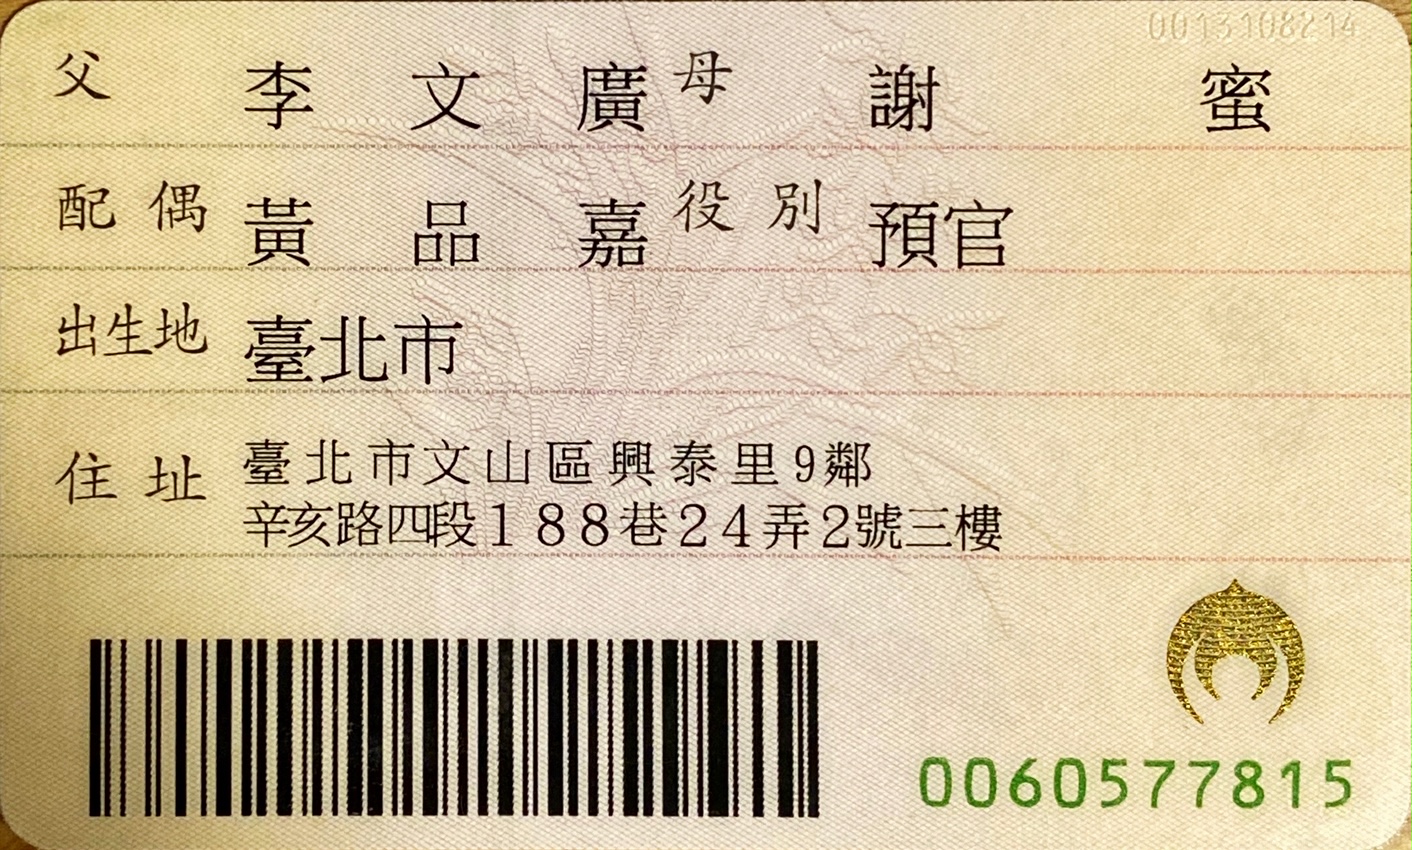 0013108214
父 李文廣 母 謝蜜
配偶 黃品嘉 役別 預官
出生地 臺北市
住址 臺北市文山區興泰里9鄰
辛亥路四段188巷24弄2號三樓
0060577815